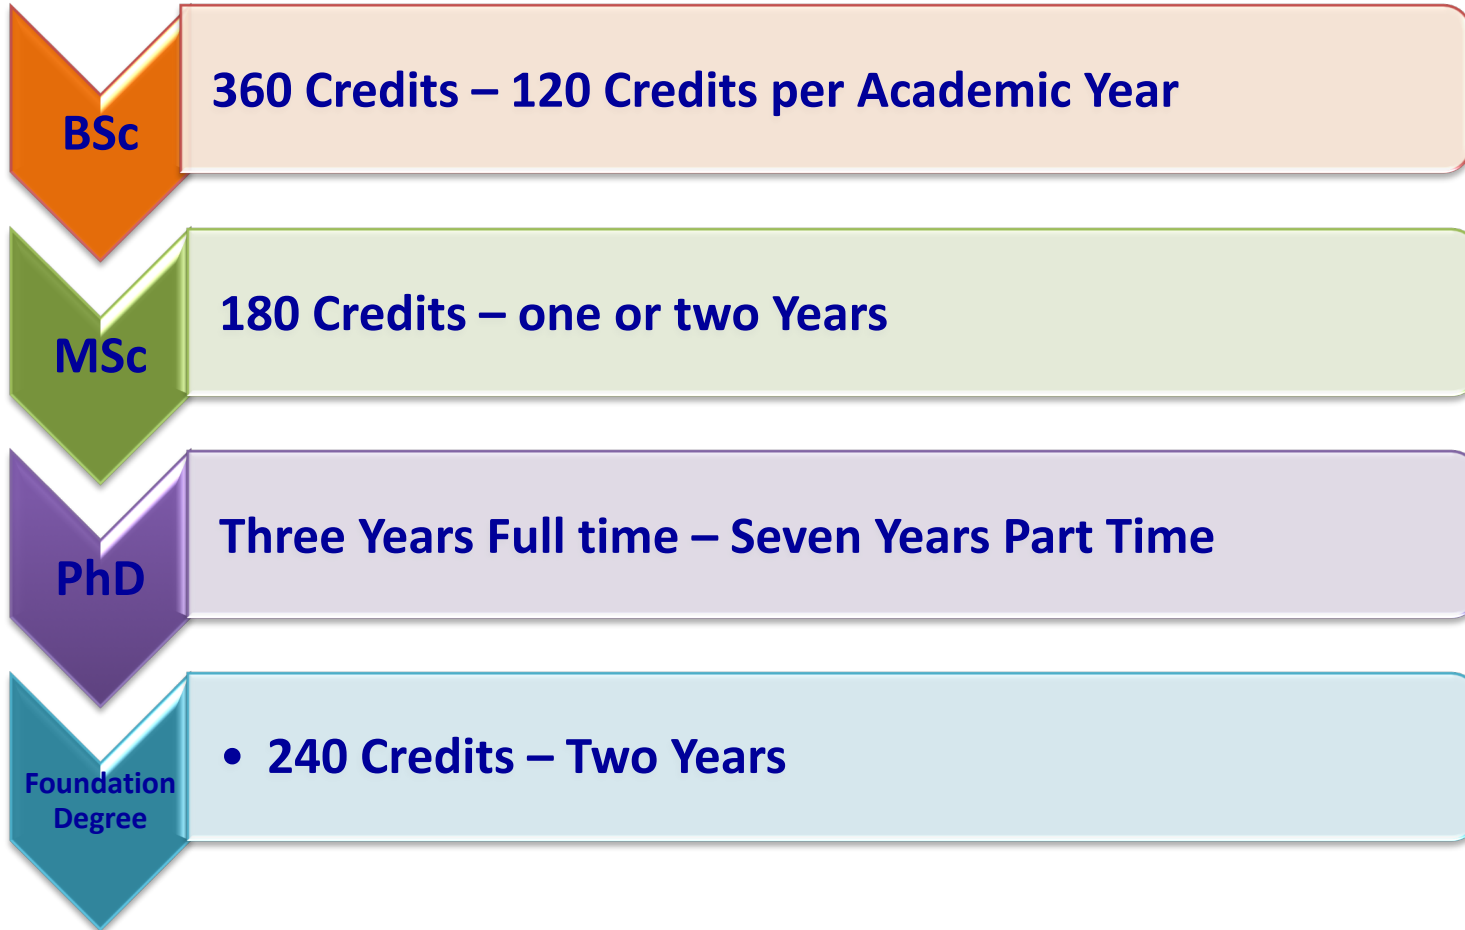 BSc
360 Credits – 120 Credits per Academic Year
MSc
180 Credits – one or two Years
PhD
Three Years Full time – Seven Years Part Time
Foundation
Degree
• 240 Credits – Two Years